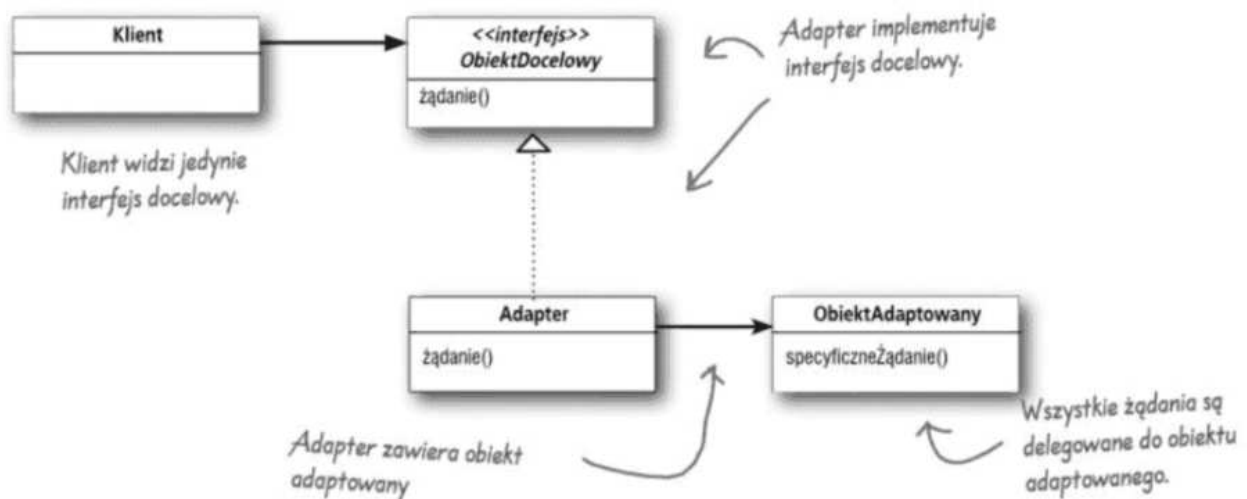 Klient
<<interfejs>>
ObiektDocelowy
żądanie()
Adapter implementuje
interfejs docelowy.
Klient widzi jedynie
interfejs docelowy.
Adapter
żądanie()
ObiektAdaptowany
specyficzneŻądanie()
Adapter zawiera obiekt
adaptowany
Wszystkie żądania są
delegowane do obiektu
adaptowanego.